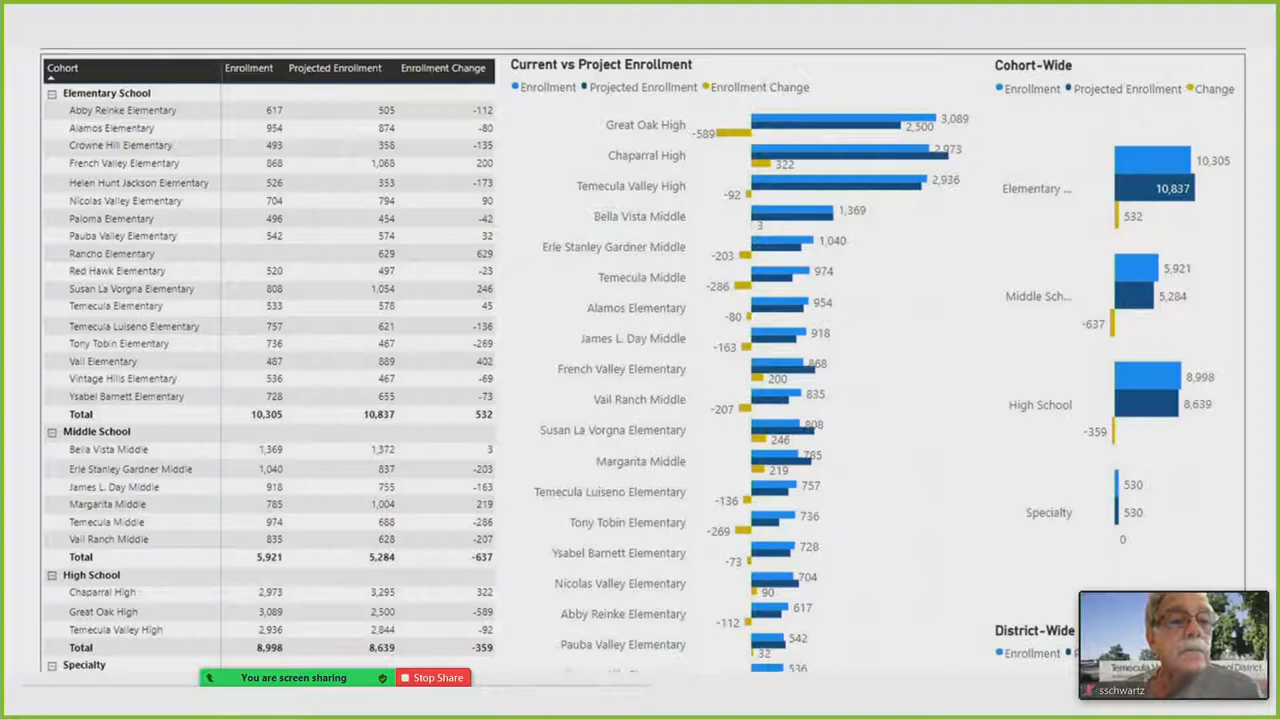 Cohort Enrollment Projected Enrollment Enrollment Change
Elementary School
Abby Reinke Elementary 617 505 -112
Alamos Elementary 954 874 -80
Crowne Hill Elementary 493 358 -135
French Valley Elementary 868 1,068 200
Helen Hunt Jackson Elementary 526 353 -173
Nicolas Valley Elementary 704 794 90
Paloma Elementary 496 454 -42
Pauba Valley Elementary 542 574 32
Rancho Elementary 629 629
Red Hawk Elementary 520 497 -23
Susan La Vorgna Elementary 808 1,054 246
Temecula Elementary 533 578 45
Temecula Luiseno Elementary 757 621 -136
Tony Tobin Elementary 736 467 -269
Vail Elementary 487 889 402
Vintage Hills Elementary 536 467 -69
Ysabel Barnett Elementary 728 655 -73
Total 10,305 10,837 532
Middle School
Bella Vista Middle 1,369 1,372 3
Erle Stanley Gardner Middle 1,040 837 -203
James L. Day Middle 918 755 -163
Margarita Middle 785 1,004 219
Temecula Middle 974 688 -286
Vail Ranch Middle 835 628 -207
Total 5,921 5,284 -637
High School
Chaparral High 2,973 3,295 322
Great Oak High 3,089 2,500 -589
Temecula Valley High 2,936 2,844 -92
Total 8,998 8,639 -359
Specialty
Current vs Project Enrollment
Enrollment Projected Enrollment Enrollment Change
Great Oak High 3,089
-589 2,500
Chaparral High 2,973
322
Temecula Valley High 2,936
-92
Bella Vista Middle 1,369
3
Erle Stanley Gardner Middle 1,040
-203
Temecula Middle 974
-286
Alamos Elementary 954
-80
James L. Day Middle 918
-163
French Valley Elementary 868
200
Vail Ranch Middle 835
-207
Susan La Vorgna Elementary 808
246
Margarita Middle 785
219
Temecula Luiseno Elementary 757
-136
Tony Tobin Elementary 736
-269
Ysabel Barnett Elementary 728
-73
Nicolas Valley Elementary 704
90
Abby Reinke Elementary 617
-112
Pauba Valley Elementary 542
32
536
Cohort-Wide
Enrollment Projected Enrollment Change
10,305
Elementary ... 10,837
532
5,921
Middle Sch... 5,284
-637
8,998
High School 8,639
-359
530
Specialty 530
0
District-Wide
Enrollment
You are screen sharing Stop Share
Temecula District
sschwartz